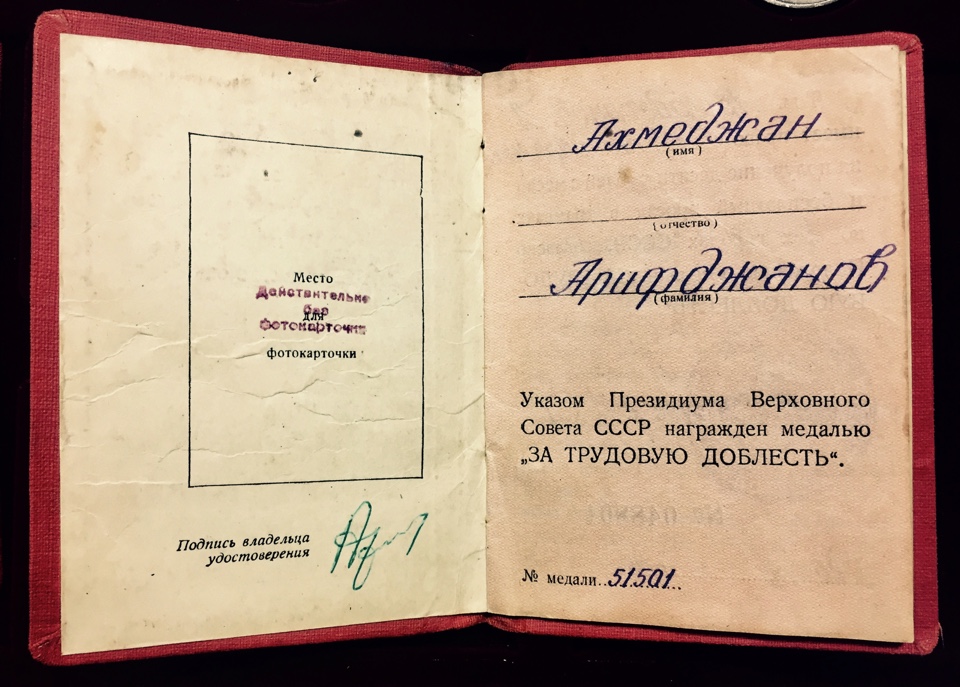 Место
Действительно
без
для
фотокарточки
фотокарточки
Подпись владельца
удостоверения
Ахмеджан
(имя)
(отчество)
Арифджанов
(фамилия)
Указом Президиума Верховного
Совета СССР награжден медалью
„ЗА ТРУДОВУЮ ДОБЛЕСТЬ“.
№ медали..51501..